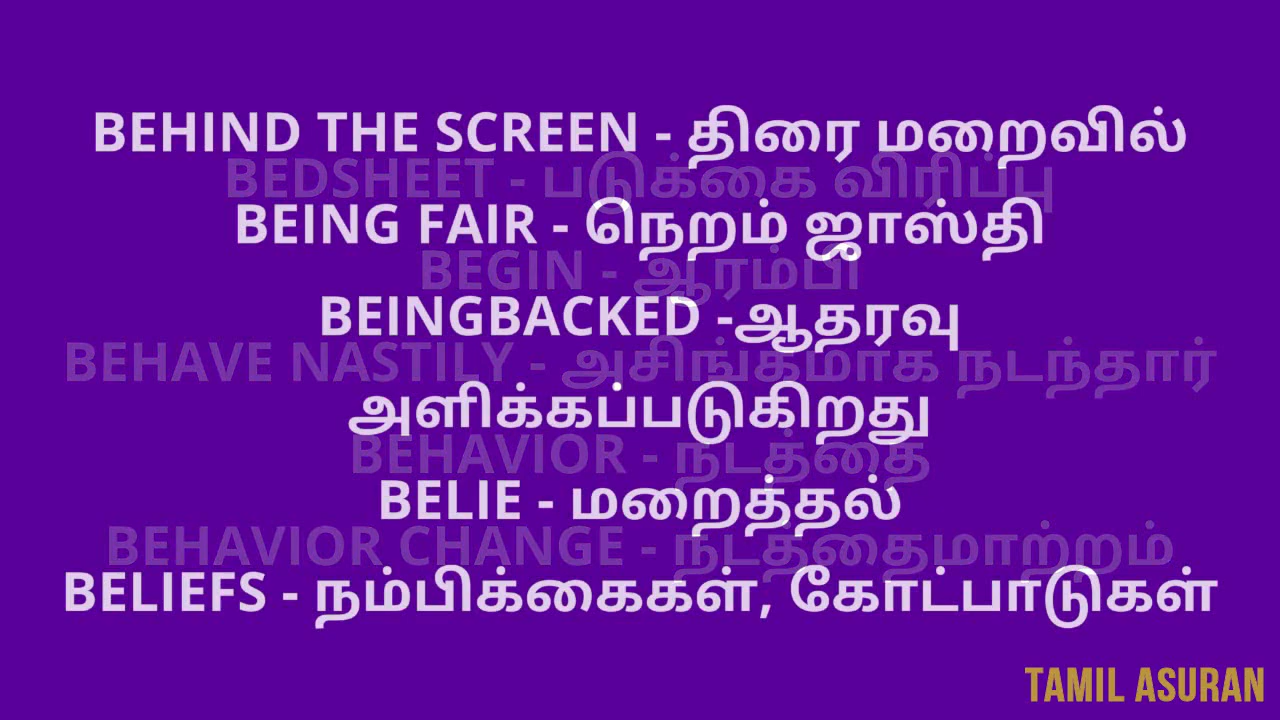 BEHIND THE SCREEN - திரை மறைவில்
BEDSHEET - படுக்கை விரிப்பு
BEING FAIR - நெறம் ஜாஸ்தி
BEGIN - ஆரம்பி
BEINGBACKED -ஆதரவு
BEHAVE NASTILY - அசிங்கமாக நடந்தார்
அளிக்கப்படுகிறது
BEHAVIOR - நடத்தை
BELIE - மறைத்தல்
BEHAVIOR CHANGE - நடத்தைமாற்றம்
BELIEFS - நம்பிக்கைகள், கோட்பாடுகள்
TAMIL ASURAN